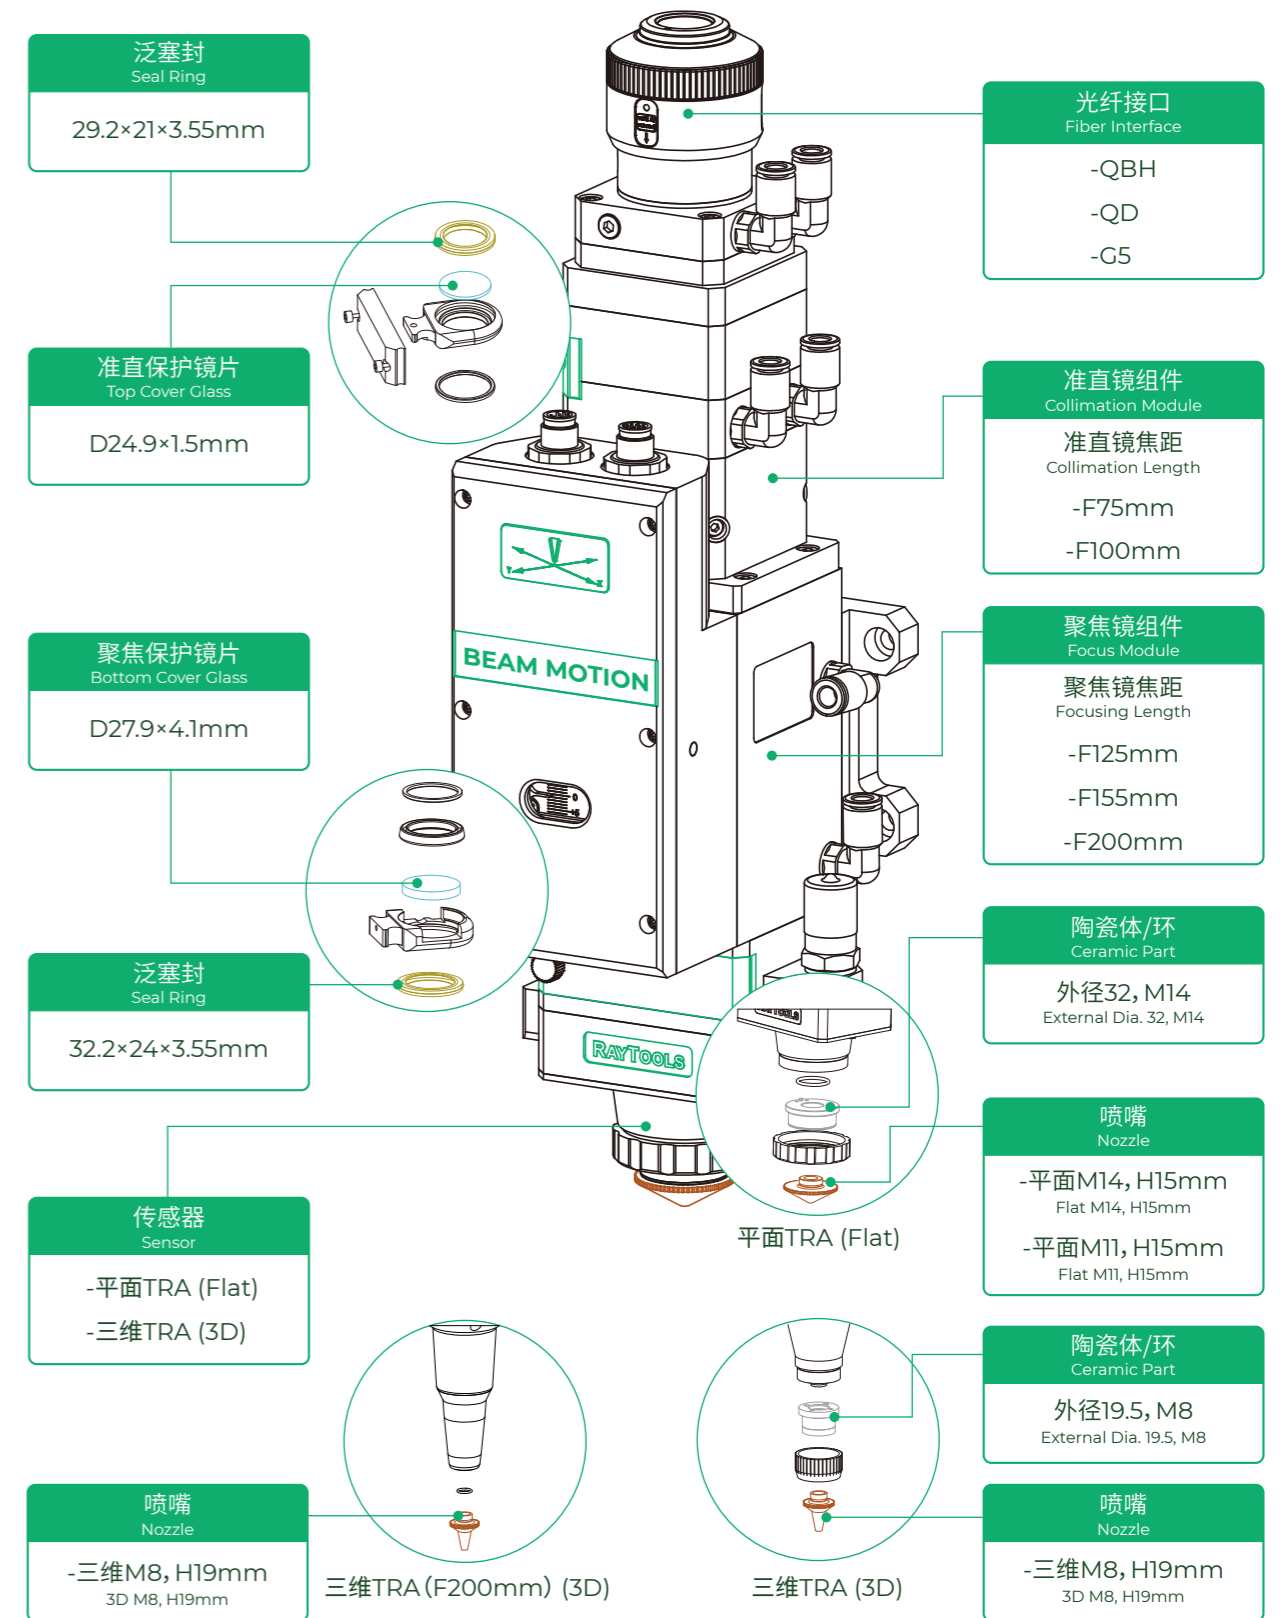 泛塞封
Seal Ring
29.2×21×3.55mm
准直保护镜片
Top Cover Glass
D24.9×1.5mm
聚焦保护镜片
Bottom Cover Glass
D27.9×4.1mm
泛塞封
Seal Ring
32.2×24×3.55mm
传感器
Sensor
-平面TRA (Flat)
-三维TRA (3D)
喷嘴
Nozzle
-三维M8, H19mm
3D M8, H19mm
Y
X
BEAM MOTION
0
+5
RAYTOOLS
RAYTOOLS
平面TRA (Flat)
三维TRA (F200mm) (3D)
三维TRA (3D)
光纤接口
Fiber Interface
-QBH
-QD
-G5
准直镜组件
Collimation Module
准直镜焦距
Collimation Length
-F75mm
-F100mm
聚焦镜组件
Focus Module
聚焦镜焦距
Focusing Length
-F125mm
-F155mm
-F200mm
陶瓷体/环
Ceramic Part
外径32, M14
External Dia. 32, M14
喷嘴
Nozzle
-平面M14, H15mm
Flat M14, H15mm
-平面M11, H15mm
Flat M11, H15mm
陶瓷体/环
Ceramic Part
外径19.5, M8
External Dia. 19.5, M8
喷嘴
Nozzle
-三维M8, H19mm
3D M8, H19mm